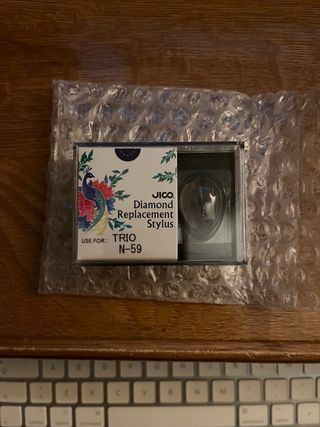 JICO
Diamond
Replacement
Stylus
USE FOR: TRIO
N-59